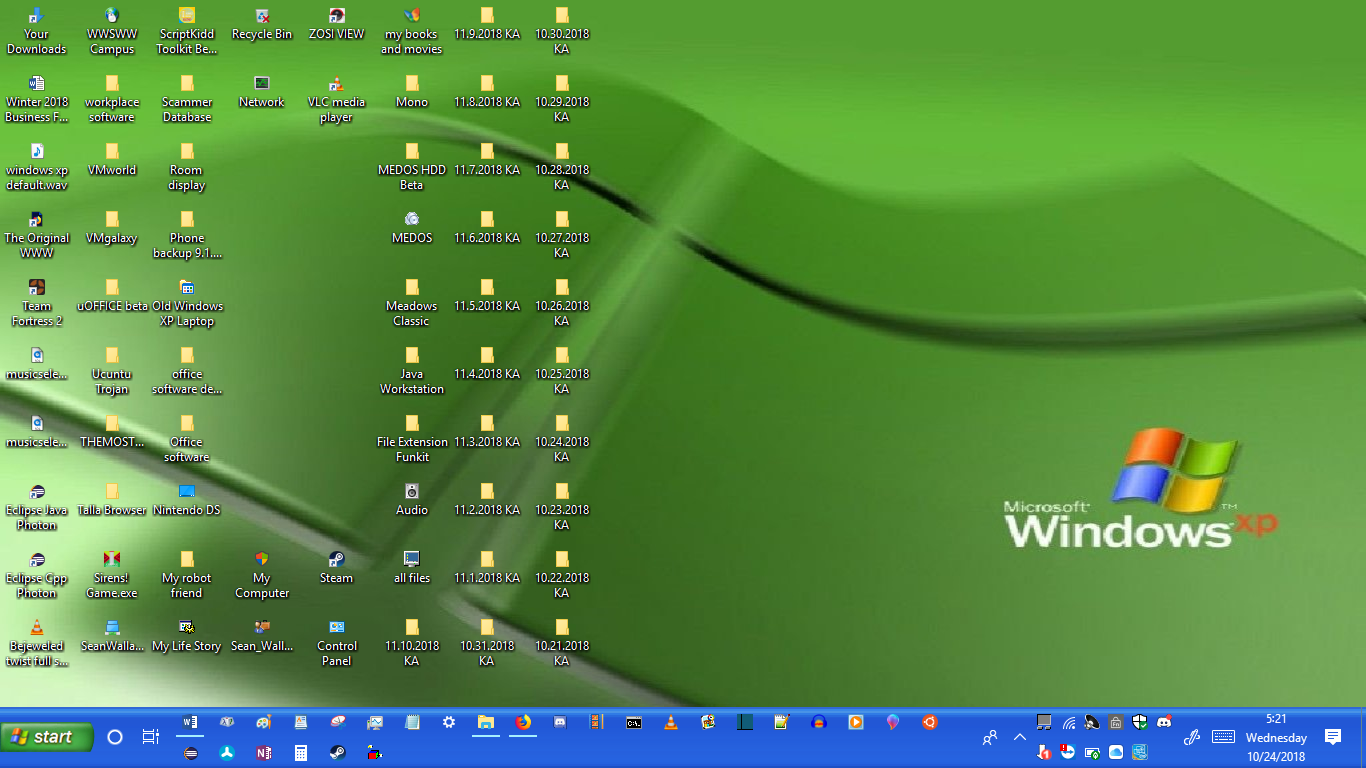 Your
Downloads
WWSWW
Campus
ScriptKidd
Toolkit Be...
Recycle Bin
ZOSI VIEW
my books
and movies
11.9.2018 KA
10.30.2018
KA
Winter 2018
Business F...
workplace
software
Scammer
Database
Network
VLC media
player
Mono
11.8.2018 KA
10.29.2018
KA
windows xp
default.wav
VMworld
Room
display
MEDOS HDD
Beta
11.7.2018 KA
10.28.2018
KA
The Original
WWW
VMgalaxy
Phone
backup 9.1....
MEDOS
11.6.2018 KA
10.27.2018
KA
Team
Fortress 2
uOFFICE beta
Old Windows
XP Laptop
Meadows
Classic
11.5.2018 KA
10.26.2018
KA
musicsele...
Ucuntu
Trojan
office
software de...
Java
Workstation
11.4.2018 KA
10.25.2018
KA
musicsele...
THEMOST...
Office
software
File Extension
Funkit
11.3.2018 KA
10.24.2018
KA
Eclipse Java
Photon
Talla Browser
Nintendo DS
Audio
11.2.2018 KA
10.23.2018
KA
Eclipse Cpp
Photon
Sirens!
Game.exe
My robot
friend
My
Computer
Steam
all files
11.1.2018 KA
10.22.2018
KA
Bejeweled
twist full s...
SeanWalla...
My Life Story
Sean_Wall...
Control
Panel
11.10.2018
KA
10.31.2018
KA
10.21.2018
KA
Microsoft
Windows xp
TM
start
5:21
Wednesday
10/24/2018